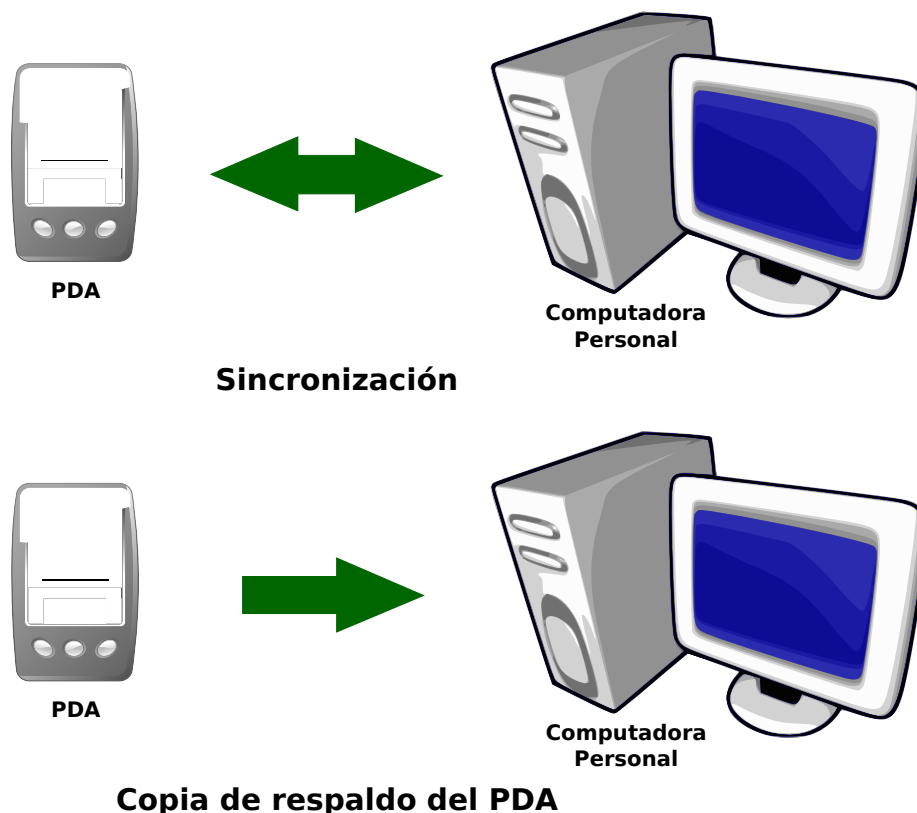 PDA
Computadora
Personal
Sincronización
PDA
Computadora
Personal
Copia de respaldo del PDA